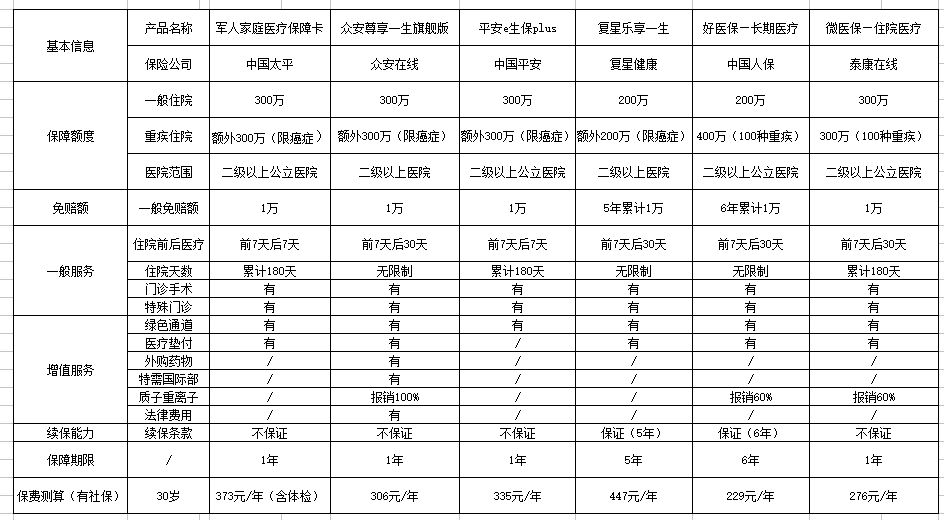 基本信息 产品名称 军人家庭医疗保障卡 众安尊享一生旗舰版 平安e生保plus 复星乐享一生 好医保－长期医疗 微医保－住院医疗
保险公司 中国太平 众安在线 中国平安 复星健康 中国人保 泰康在线
保障额度 一般住院 300万 300万 300万 200万 200万 300万
重疾住院 额外300万（限癌症） 额外300万（限癌症） 额外300万（限癌症） 额外200万（限癌症） 400万（100种重疾） 300万（100种重疾）
医院范围 二级以上公立医院 二级以上医院 二级以上公立医院 二级以上医院 二级以上公立医院 二级以上公立医院
免赔额 一般免赔额 1万 1万 1万 5年累计1万 6年累计1万 1万
一般服务 住院前后医疗 前7天后7天 前7天后30天 前7天后30天 前7天后30天 前7天后30天 前7天后30天
住院天数 累计180天 无限制 累计180天 无限制 无限制 累计180天
门诊手术 有 有 有 有 有 有
特殊门诊 有 有 有 有 有 有
增值服务 绿色通道 有 有 有 有 有 有
医疗垫付 有 有 / 有 有 有
外购药物 / 有 / / / /
特需国际部 / 有 / / / /
质子重离子 / 报销100% / / 报销60% 报销60%
法律费用 / 有 / / / /
续保能力 续保条款 不保证 不保证 不保证 保证（5年） 保证（6年） 不保证
保障期限 / 1年 1年 1年 5年 6年 1年
保费测算（有社保） 30岁 373元/年（含体检） 306元/年 335元/年 447元/年 229元/年 276元/年